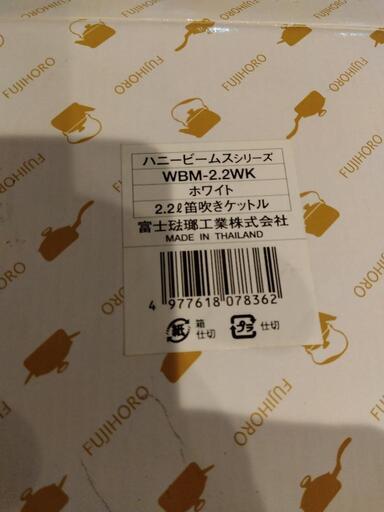 FUJIHORO
FUJIHORO
FUJIHORO
ハニービームスシリーズ
WBM-2.2WK
ホワイト
2.2ℓ笛吹きケットル
富士琺瑯工業株式会社
MADE IN THAILAND
4 977618 078362
紙 箱 仕切
プラ 仕切
FUJIHORO
FUJIHORO